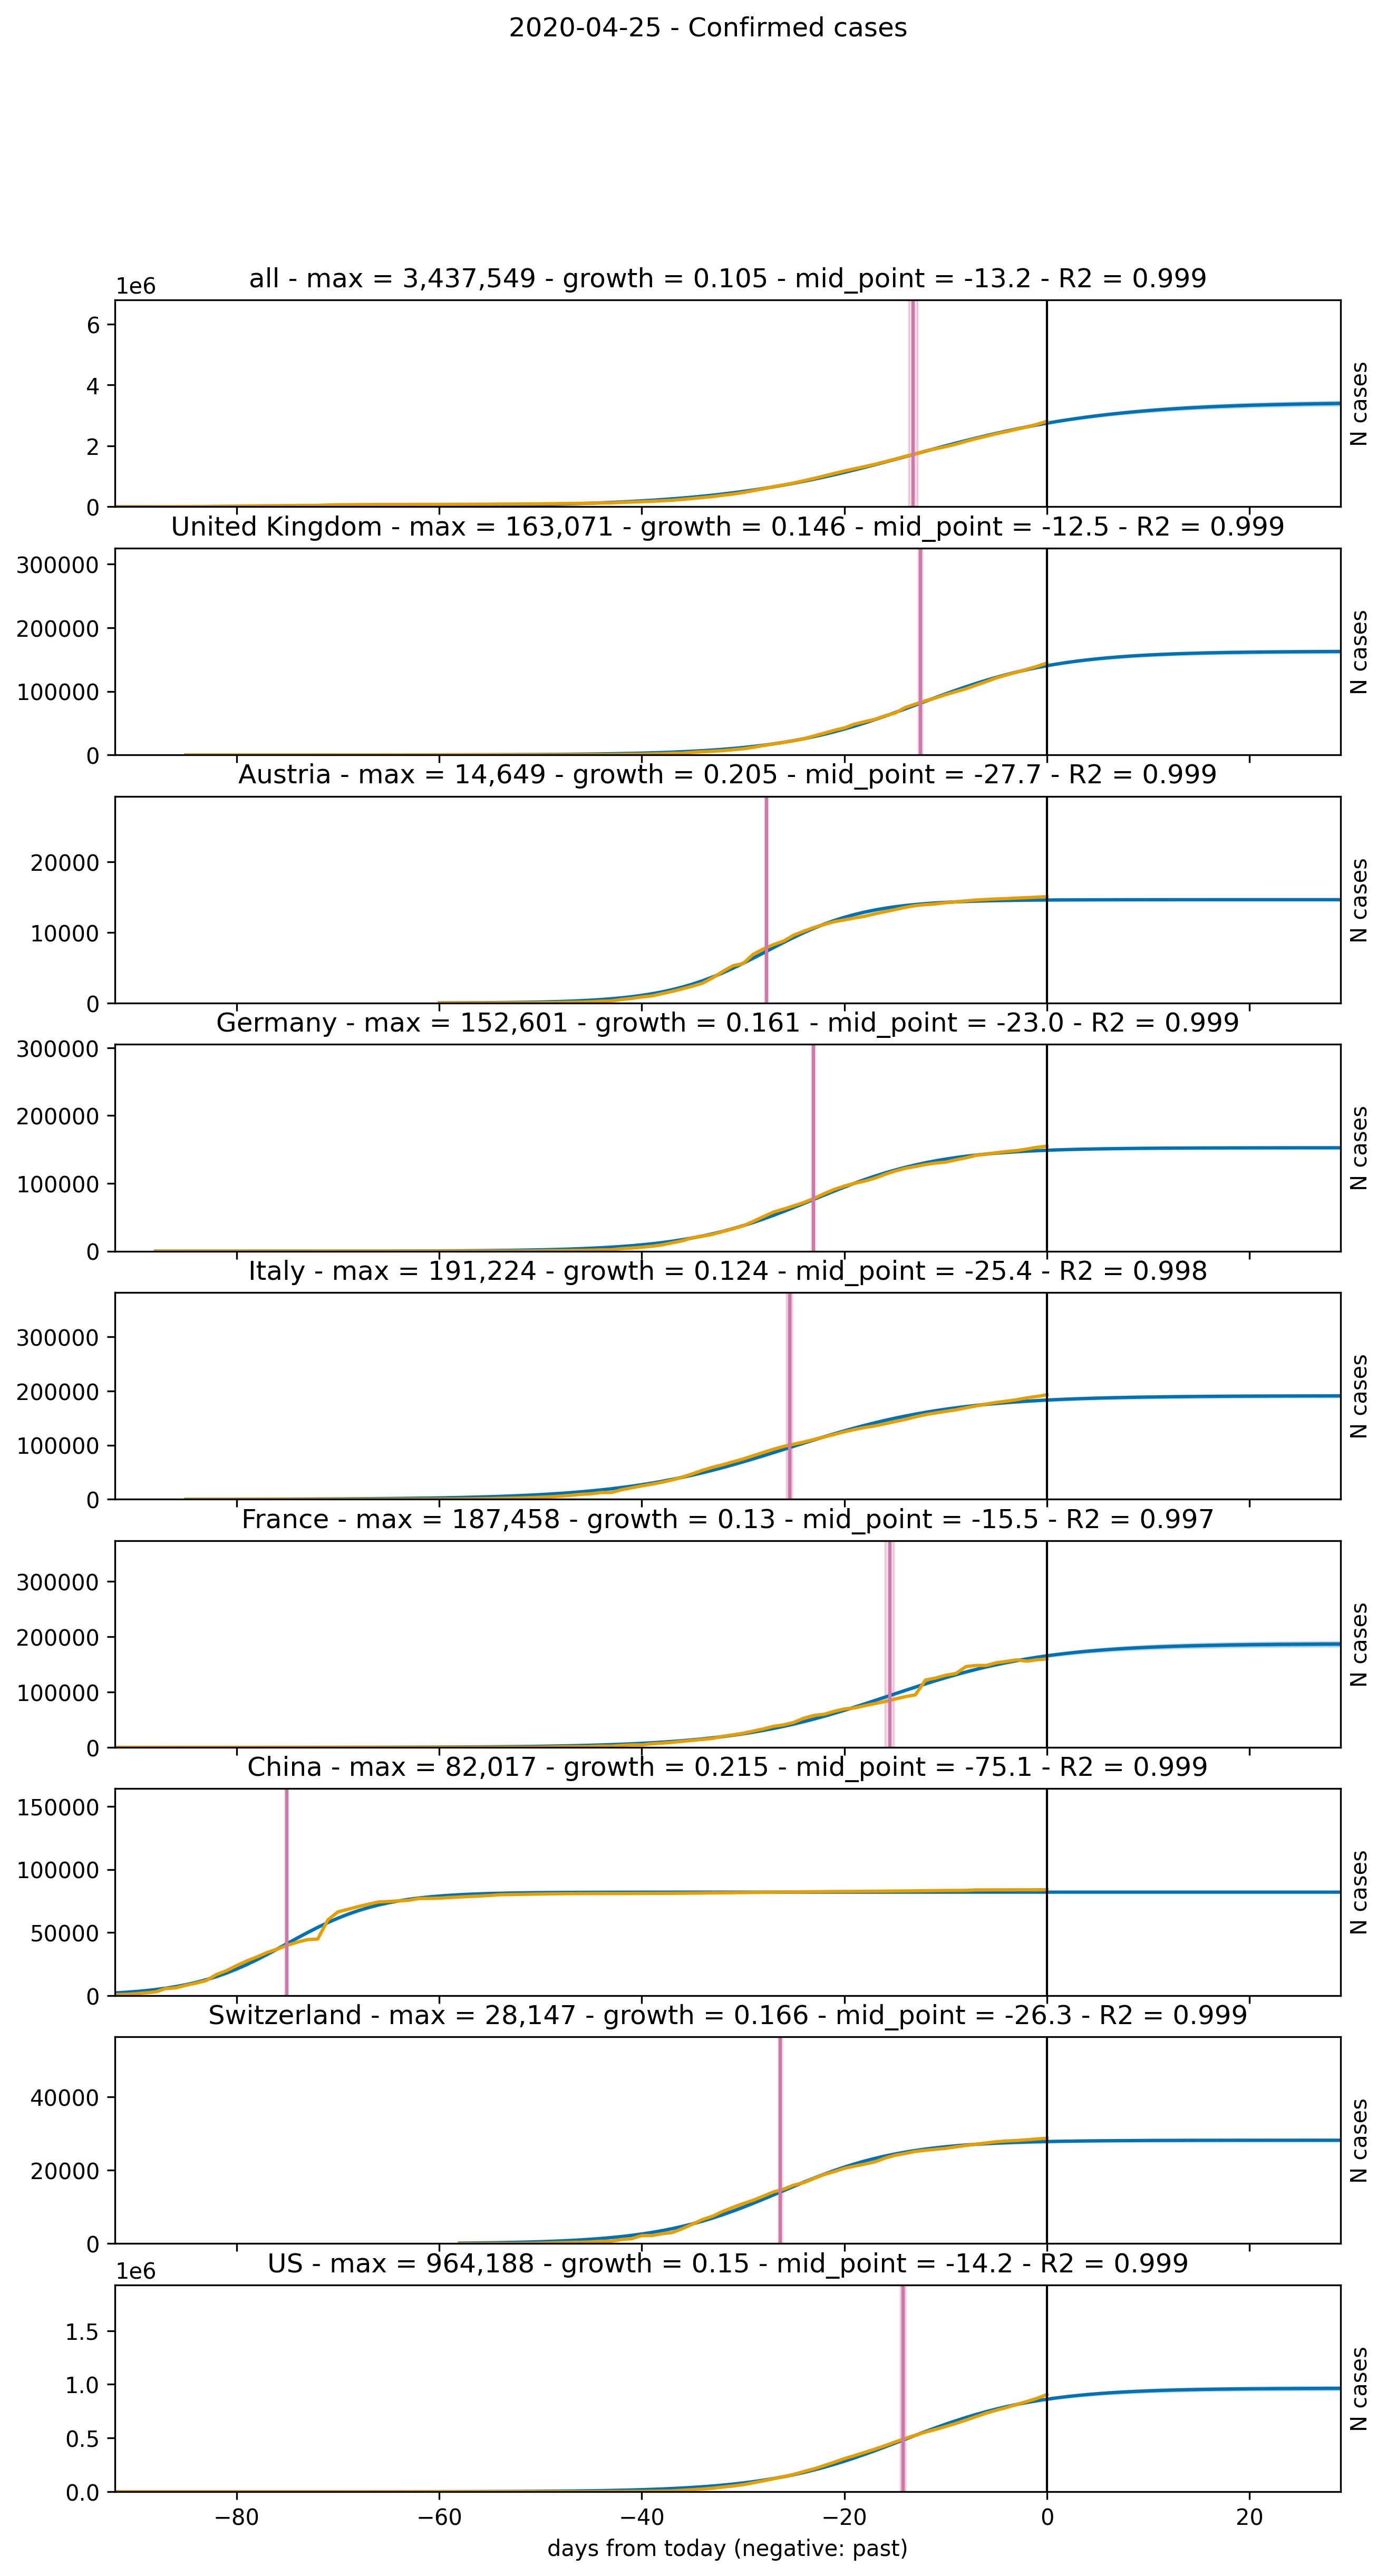 2020-04-25 - Confirmed cases
all - max = 3,437,549 - growth = 0.105 - mid_point = -13.2 - R2 = 0.999
1e6
6
4
2
0
N cases
United Kingdom - max = 163,071 - growth = 0.146 - mid_point = -12.5 - R2 = 0.999
300000
200000
100000
0
N cases
Austria - max = 14,649 - growth = 0.205 - mid_point = -27.7 - R2 = 0.999
20000
10000
0
N cases
Germany - max = 152,601 - growth = 0.161 - mid_point = -23.0 - R2 = 0.999
300000
200000
100000
0
N cases
Italy - max = 191,224 - growth = 0.124 - mid_point = -25.4 - R2 = 0.998
300000
200000
100000
0
N cases
France - max = 187,458 - growth = 0.13 - mid_point = -15.5 - R2 = 0.997
300000
200000
100000
0
N cases
China - max = 82,017 - growth = 0.215 - mid_point = -75.1 - R2 = 0.999
150000
100000
50000
0
N cases
Switzerland - max = 28,147 - growth = 0.166 - mid_point = -26.3 - R2 = 0.999
40000
20000
0
N cases
US - max = 964,188 - growth = 0.15 - mid_point = -14.2 - R2 = 0.999
1e6
1.5
1.0
0.5
0.0
N cases
−80 −60 −40 −20 0 20
days from today (negative: past)